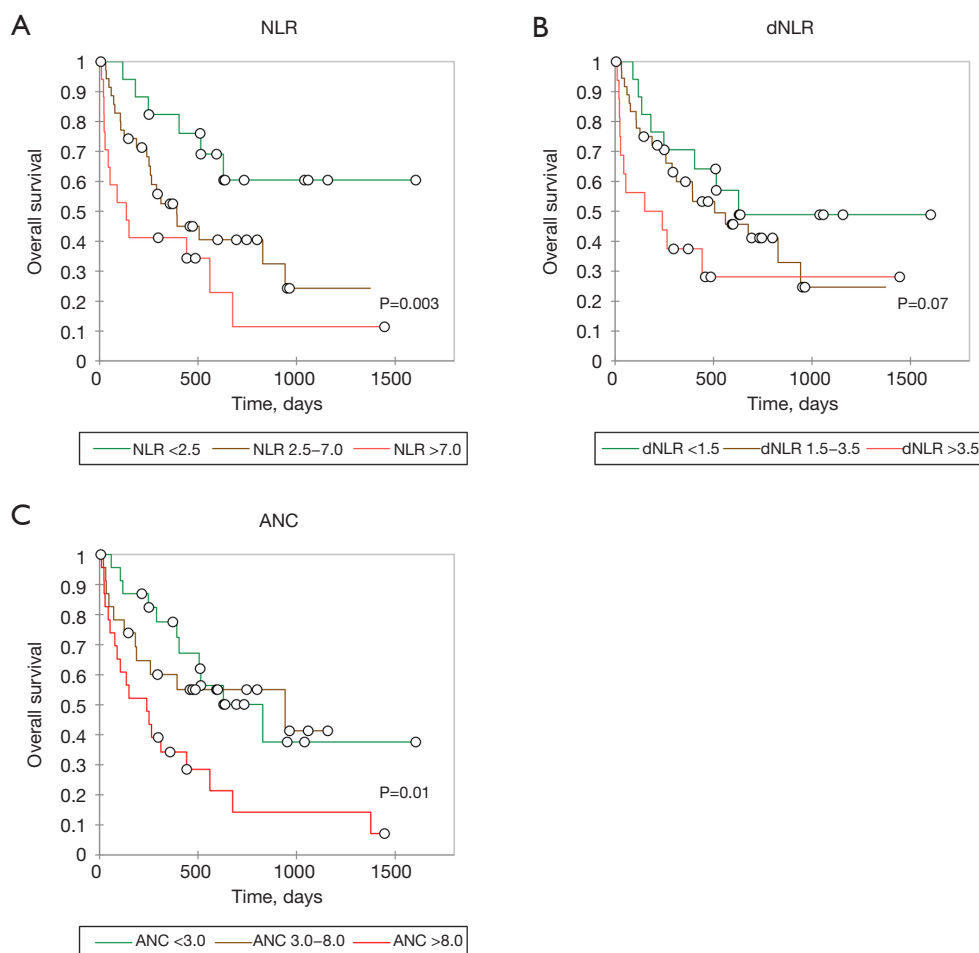 A
NLR
Overall survival
1
0.9
0.8
0.7
0.6
0.5
0.4
0.3
0.2
0.1
0
P=0.003
0 500 1000 1500
Time, days
NLR <2.5 NLR 2.5–7.0 NLR >7.0
B
dNLR
Overall survival
1
0.9
0.8
0.7
0.6
0.5
0.4
0.3
0.2
0.1
0
P=0.07
0 500 1000 1500
Time, days
dNLR <1.5 dNLR 1.5–3.5 dNLR >3.5
C
ANC
Overall survival
1
0.9
0.8
0.7
0.6
0.5
0.4
0.3
0.2
0.1
0
P=0.01
0 500 1000 1500
Time, days
ANC <3.0 ANC 3.0–8.0 ANC >8.0